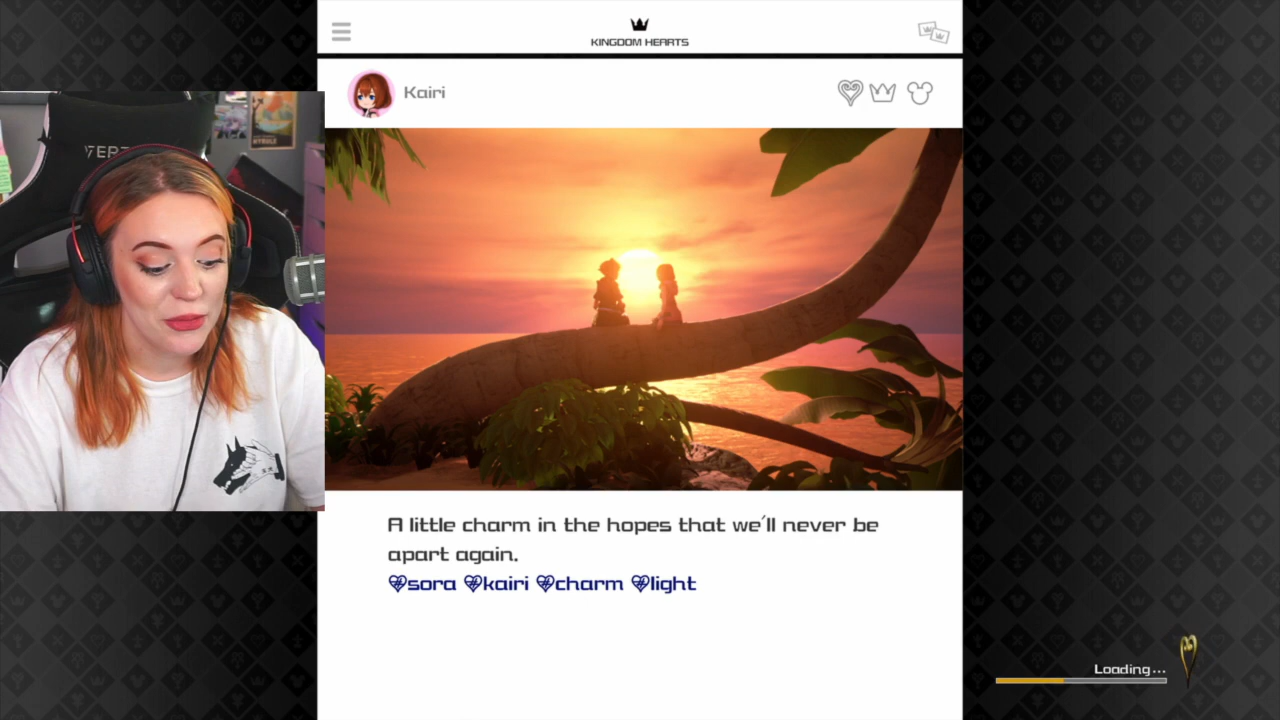 KINGDOM HEARTS
Kairi
A little charm in the hopes that we'll never be
apart again.
sora kairi charm light
Loading...